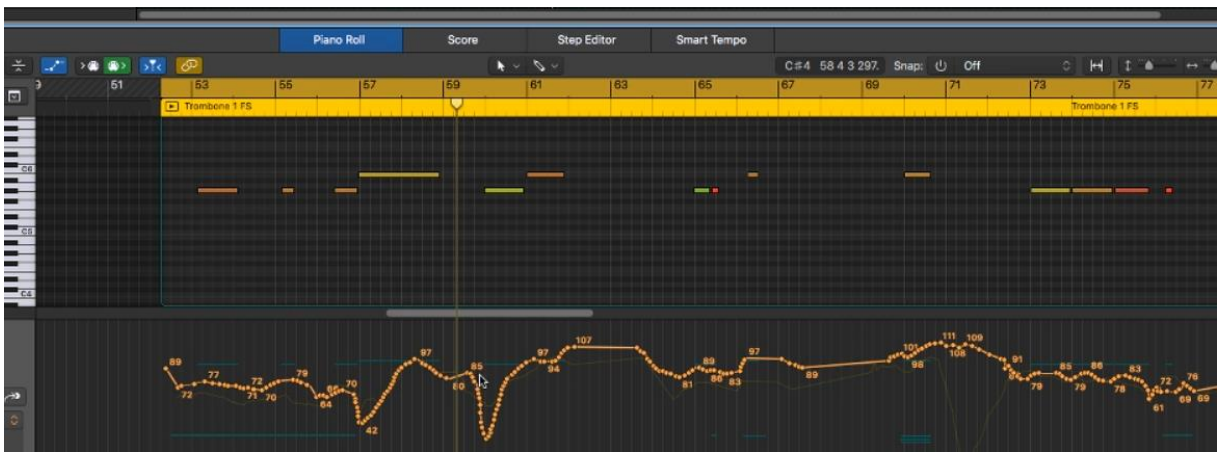 Piano Roll Score Step Editor Smart Tempo
C#4 58 4 3 297. Snap: Off
51 53 55 57 59 61 63 65 67 69 71 73 75 77
Trombone 1 FS Trombone 1 FS
C6
C5
C4
89 72 77 71 72 70 79 64 70 42 97 80 85 97 94 107 81 89 86 83 97 89 101 98 111 108 109 91 79 85 79 86 78 83 61 72 69 76 69